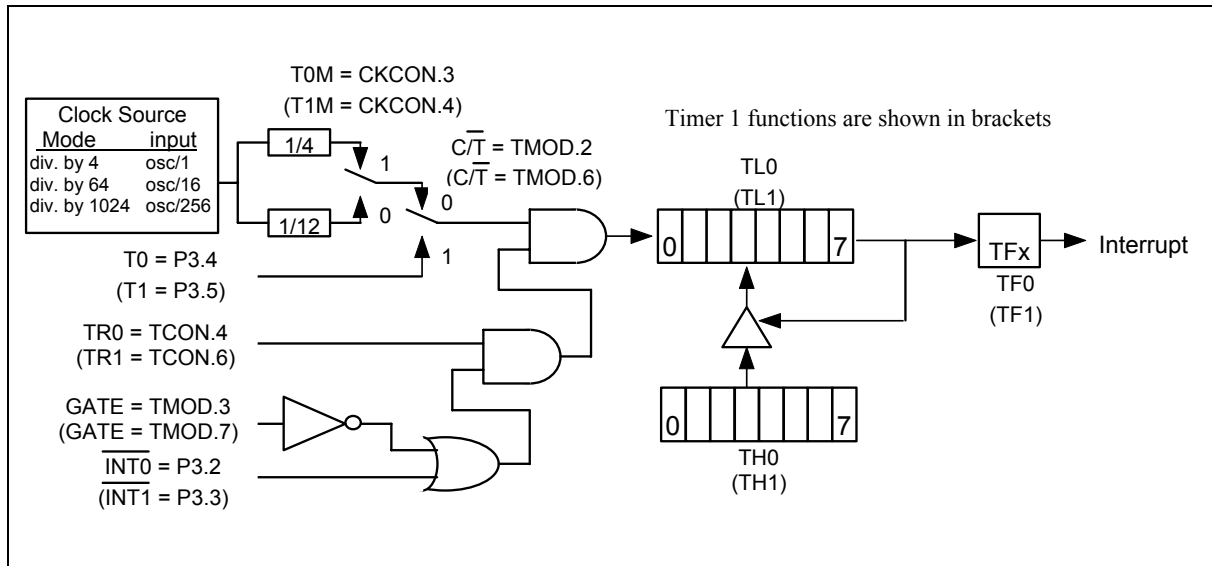 T0M = CKCON.3
(T1M = CKCON.4)
Clock Source
Mode input
div. by 4 osc/1
div. by 64 osc/16
div. by 1024 osc/256
1/4
1/12
1
0
C/T̅ = TMOD.2
(C/T̅ = TMOD.6)
0
1
T0 = P3.4
(T1 = P3.5)
TR0 = TCON.4
(TR1 = TCON.6)
GATE = TMOD.3
(GATE = TMOD.7)
I̅N̅T̅0̅ = P3.2
(I̅N̅T̅1̅ = P3.3)
Timer 1 functions are shown in brackets
TL0
(TL1)
0 7
TFx
Interrupt
TF0
(TF1)
0 7
TH0
(TH1)